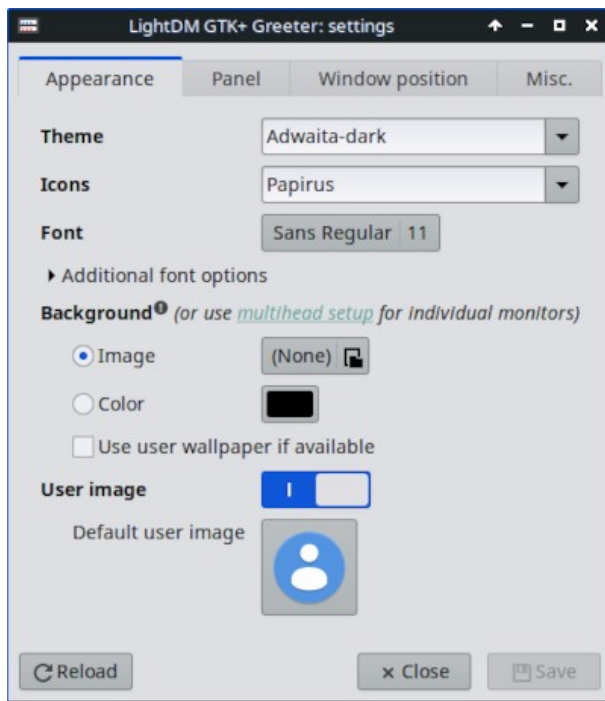 LightDM GTK+ Greeter: settings
Appearance Panel Window position Misc.
Theme Adwaita-dark
Icons Papirus
Font Sans Regular 11
Additional font options
Background (or use multihead setup for individual monitors)
Image (None)
Color
Use user wallpaper if available
User image
Default user image
Reload Close Save